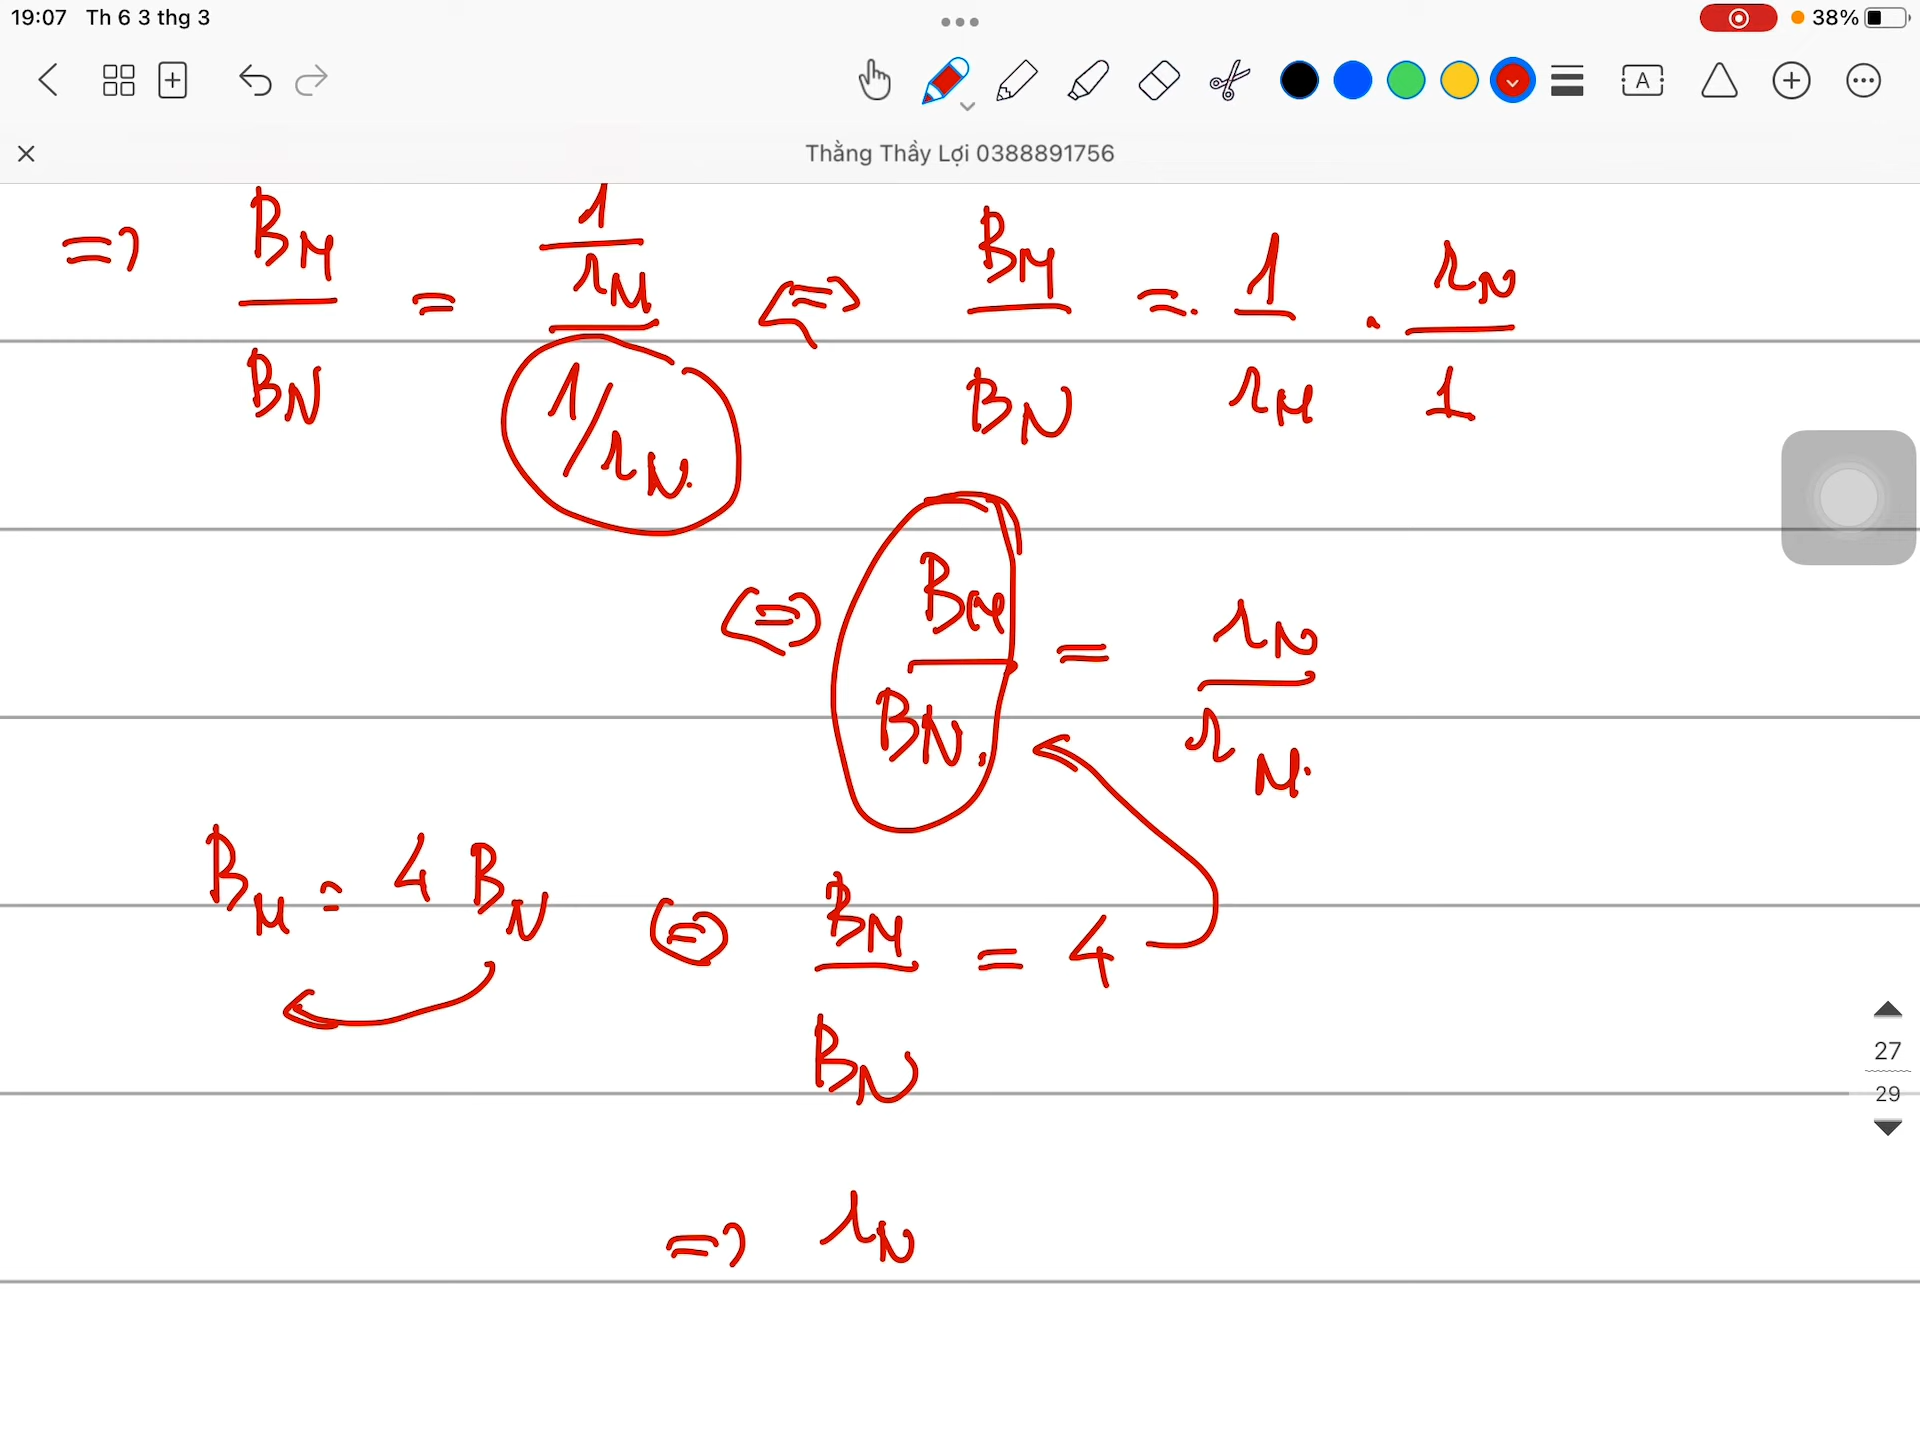 19:07 Th 6 3 thg 3 38%
A
Thằng Thầy Lợi 0388891756
=> B_M / B_N = (1/r_M) / (1/r_N) <=> B_M / B_N = 1/r_M . r_N/1
<=> B_M / B_N = r_N / r_M
B_M = 4 B_N <=> B_M / B_N = 4
27
29
=> r_N